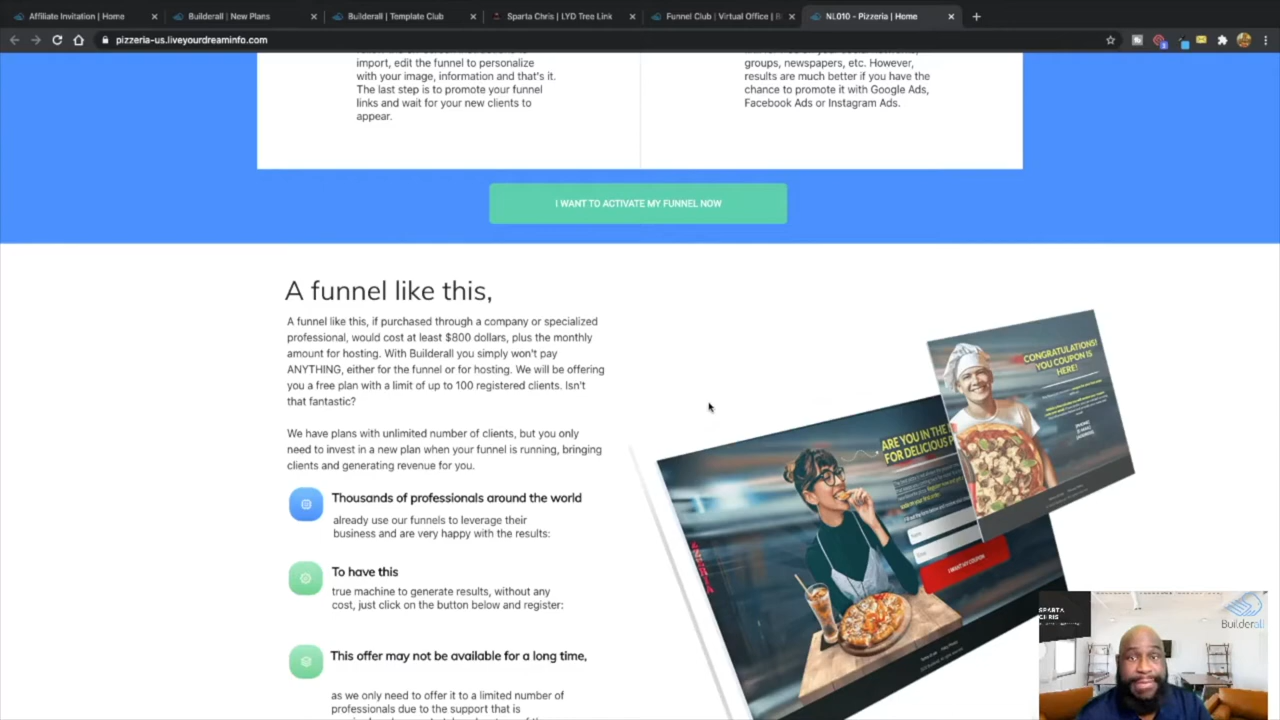 Affiliate Invitation | Home
Builderall | New Plans
Builderall | Template Club
Sparta Chris | LYD Tree Link
Funnel Club | Virtual Office |
NL010 - Pizzeria | Home
pizzeria-us.liveyourdreaminfo.com
import, edit the funnel to personalize
with your image, information and that's it.
The last step is to promote your funnel
links and wait for your new clients to
appear.
groups, newspapers, etc. However,
results are much better if you have the
chance to promote it with Google Ads,
Facebook Ads or Instagram Ads.
I WANT TO ACTIVATE MY FUNNEL NOW
A funnel like this,
A funnel like this, if purchased through a company or specialized
professional, would cost at least $800 dollars, plus the monthly
amount for hosting. With Builderall you simply won't pay
ANYTHING, either for the funnel or for hosting. We will be offering
you a free plan with a limit of up to 100 registered clients. Isn't
that fantastic?
We have plans with unlimited number of clients, but you only
need to invest in a new plan when your funnel is running, bringing
clients and generating revenue for you.
Thousands of professionals around the world
already use our funnels to leverage their
business and are very happy with the results:
To have this
true machine to generate results, without any
cost, just click on the button below and register:
This offer may not be available for a long time,
as we only need to offer it to a limited number of
professionals due to the support that is
CONGRATULATIONS!
YOU COUPON IS
HERE!
ARE YOU IN THE
FOR DELICIOUS
Name
Email
I WANT MY COUPON
SPARTA
CHRIS
Builderall